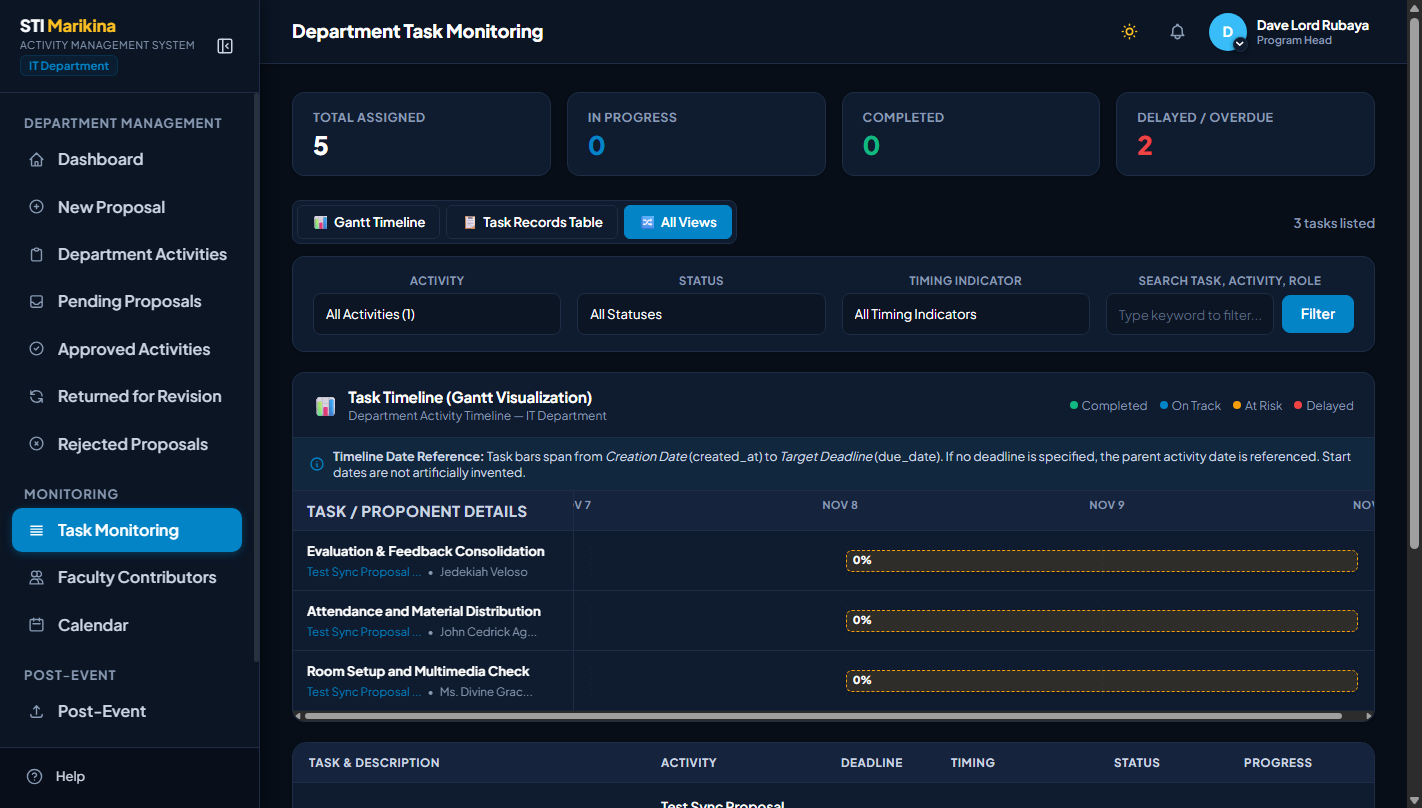 STI Marikina
ACTIVITY MANAGEMENT SYSTEM
IT Department
DEPARTMENT MANAGEMENT
Dashboard
New Proposal
Department Activities
Pending Proposals
Approved Activities
Returned for Revision
Rejected Proposals
MONITORING
Task Monitoring
Faculty Contributors
Calendar
POST-EVENT
Post-Event
Help
Department Task Monitoring
D
Dave Lord Rubaya
Program Head
TOTAL ASSIGNED
5
IN PROGRESS
0
COMPLETED
0
DELAYED / OVERDUE
2
Gantt Timeline
Task Records Table
All Views
3 tasks listed
ACTIVITY
All Activities (1)
STATUS
All Statuses
TIMING INDICATOR
All Timing Indicators
SEARCH TASK, ACTIVITY, ROLE
Type keyword to filter...
Filter
Task Timeline (Gantt Visualization)
Department Activity Timeline — IT Department
Completed
On Track
At Risk
Delayed
Timeline Date Reference: Task bars span from Creation Date (created_at) to Target Deadline (due_date). If no deadline is specified, the parent activity date is referenced. Start
dates are not artificially invented.
TASK / PROPONENT DETAILS
V 7
NOV 8
NOV 9
NOV
Evaluation & Feedback Consolidation
Test Sync Proposal ... • Jedekiah Veloso
0%
Attendance and Material Distribution
Test Sync Proposal ... • John Cedrick Ag...
0%
Room Setup and Multimedia Check
Test Sync Proposal ... • Ms. Divine Grac...
0%
TASK & DESCRIPTION
ACTIVITY
DEADLINE
TIMING
STATUS
PROGRESS
Test Sync Proposal